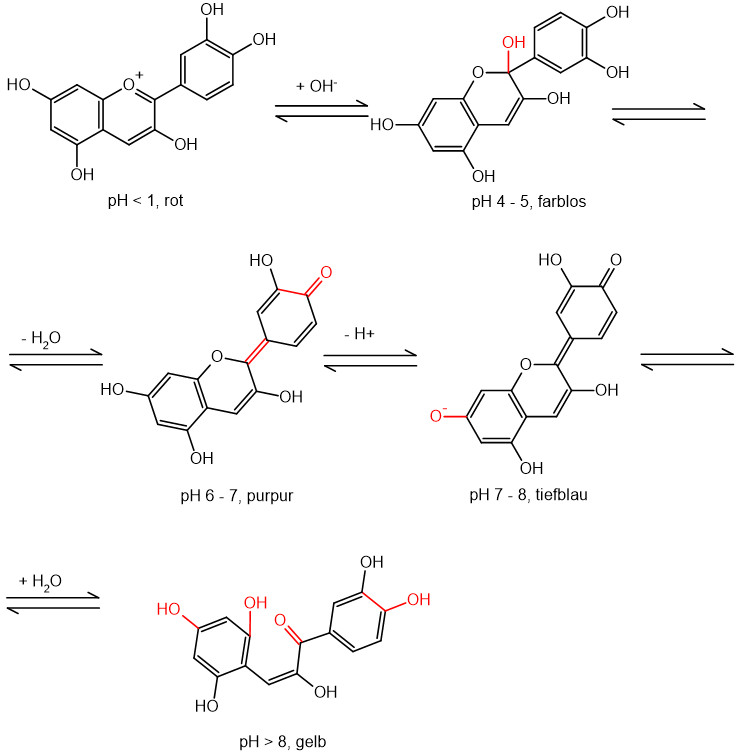 OH
OH
HO
O+
OH
OH
pH < 1, rot
+ OH-
OH
OH
OH
O
OH
HO
OH
pH 4 - 5, farblos
- H2O
HO
O
O
HO
OH
OH
pH 6 - 7, purpur
- H+
HO
O
O
OH
O-
OH
pH 7 - 8, tiefblau
+ H2O
OH
HO
OH
O
OH
OH
HO
pH > 8, gelb